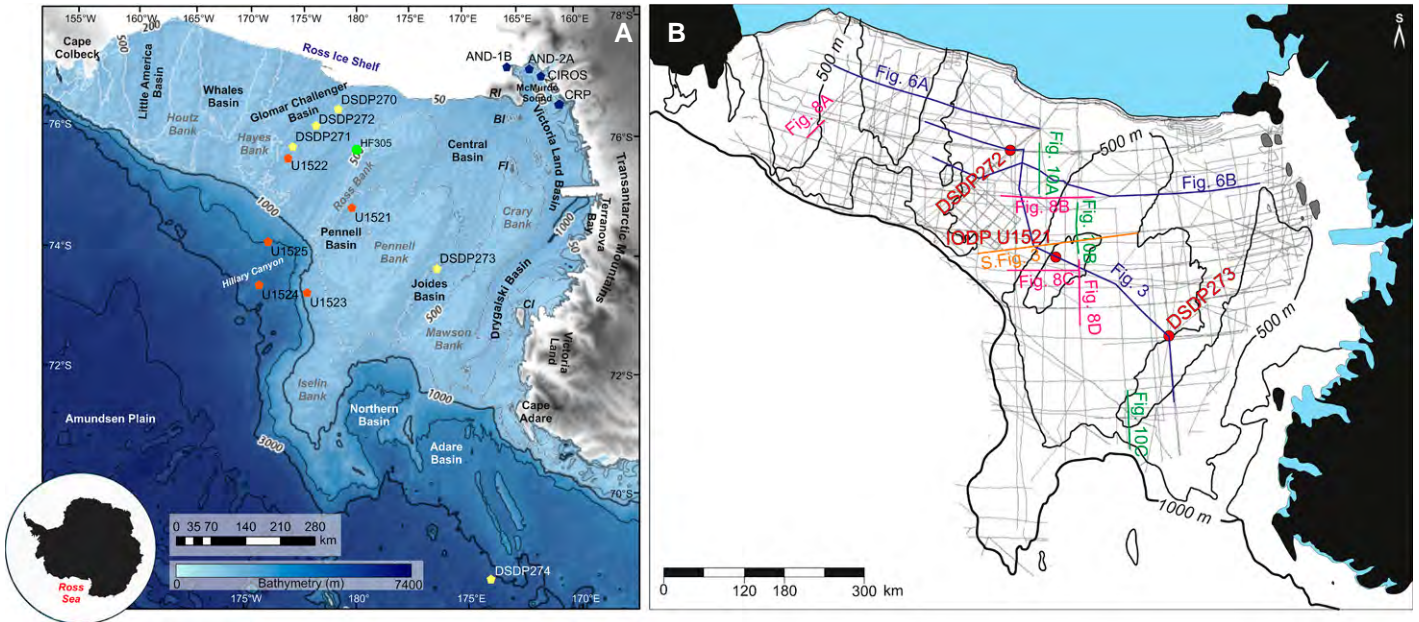 155°W
160°W
165°W
170°W
175°W
180°
175°E
170°E
165°E
160°E
78°S
A
Cape
Colbeck
500
200
Ross Ice Shelf
AND-1B
AND-2A
CIROS
CRP
McMurdo
Sound
RI
BI
50
Little America
Basin
Whales
Basin
Houtz
Bank
Glomar Challenger
Basin
Hayes
Bank
DSDP270
DSDP272
DSDP271
HF305
U1522
500
Ross Bank
76°S
76°S
Central
Basin
FI
Victoria Land Basin
Transantarctic Mountains
1000
U1521
Pennell
Basin
Pennell
Bank
Crary
Bank
1000
50
Terranova
Bay
74°S
74°S
U1525
Hillary Canyon
U1524
U1523
DSDP273
Joides
Basin
500
Drygalski Basin
CI
Mawson
Bank
Victoria
Land
72°S
72°S
Iselin
Bank
1000
Cape
Adare
Northern
Basin
Adare
Basin
Amundsen Plain
3000
70°S
Ross
Sea
0 35 70 140 210 280
km
0 Bathymetry (m) 7400
DSDP274
175°W
180°
175°E
170°E
B
S
500 m
Fig. 6A
Fig. 8A
DSDP272
Fig. 10A
500 m
Fig. 6B
Fig. 8B
IODP U1521
S.Fig. 3
Fig. 10B
Fig. 8C
Fig. 8D
Fig. 3
DSDP273
500 m
Fig. 10C
1000 m
0 60 120 180 300 km